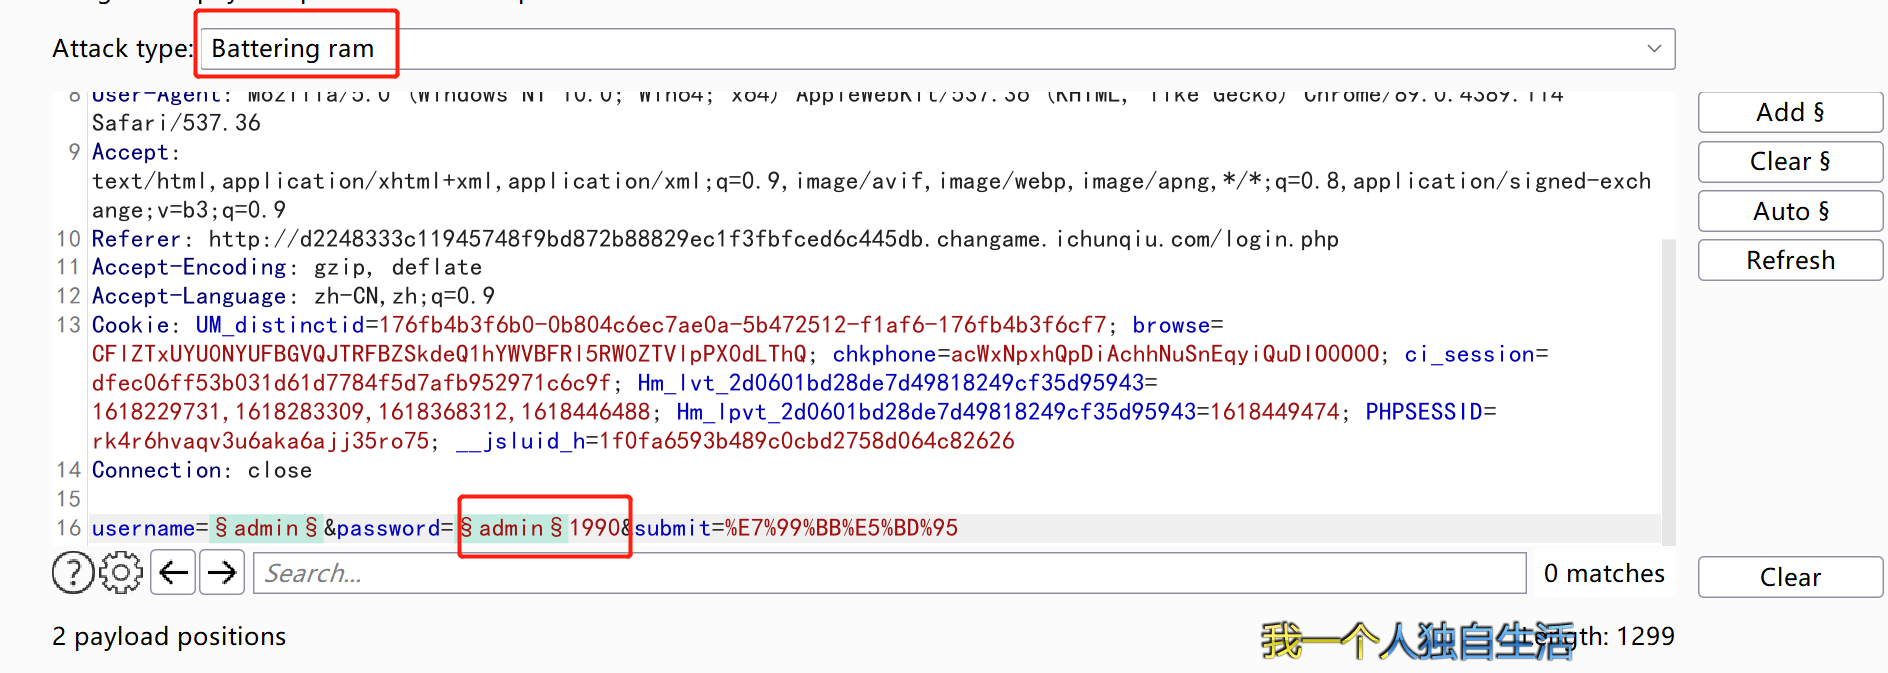 Attack type: Battering ram
8 User-Agent: Mozilla/5.0 (Windows NT 10.0; Win64; x64) AppleWebKit/537.36 (KHTML, like Gecko) Chrome/89.0.4389.114
Safari/537.36
9 Accept:
text/html,application/xhtml+xml,application/xml;q=0.9,image/avif,image/webp,image/apng,*/*;q=0.8,application/signed-exch
ange;v=b3;q=0.9
10 Referer: http://d2248333c11945748f9bd872b88829ec1f3fbfced6c445db.changame.ichunqiu.com/login.php
11 Accept-Encoding: gzip, deflate
12 Accept-Language: zh-CN,zh;q=0.9
13 Cookie: UM_distinctid=176fb4b3f6b0-0b804c6ec7ae0a-5b472512-f1af6-176fb4b3f6cf7; browse=
CFlZTxUYU0NYUFBGVQJTRFBZSkdeQ1hYWVBFRl5RW0ZTVlpPX0dLThQ; chkphone=acWxNpxhQpDiAchhNuSnEqyiQuDIO0O0O; ci_session=
dfec06ff53b031d61d7784f5d7afb952971c6c9f; Hm_lvt_2d0601bd28de7d49818249cf35d95943=
1618229731,1618283309,1618368312,1618446488; Hm_lpvt_2d0601bd28de7d49818249cf35d95943=1618449474; PHPSESSID=
rk4r6hvaqv3u6aka6ajj35ro75; __jsluid_h=1f0fa6593b489c0cbd2758d064c82626
14 Connection: close
15
16 username=§admin§&password=§admin§1990&submit=%E7%99%BB%E5%BD%95
Add §
Clear §
Auto §
Refresh
Search...
0 matches
Clear
2 payload positions
Length: 1299
我一个人独自生活